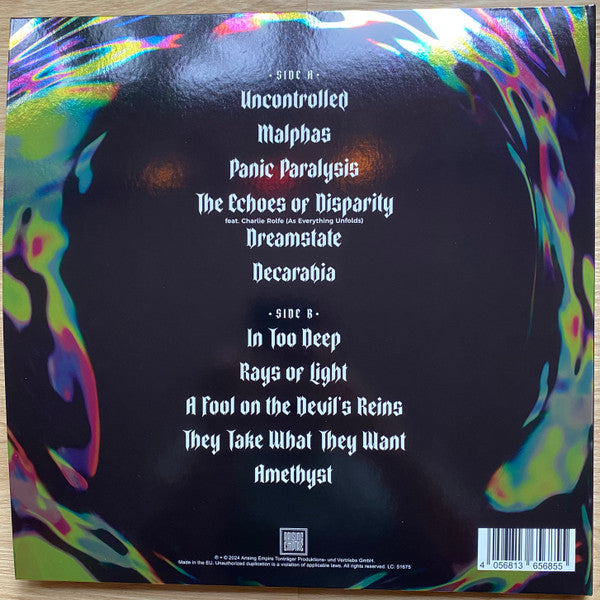 • SIDE A •
Uncontrolled
Malphas
Panic Paralysis
The Echoes of Disparity
feat. Charlie Rolfe (As Everything Unfolds)
Dreamstate
Decarabia
• SIDE B •
In Too Deep
Rays of Light
A Fool on the Devil's Reins
They Take What They Want
Amethyst
ARISING EMPIRE
℗ + © 2024 Arising Empire Tonträger Produktions- und Vertriebs GmbH.
Made in the EU. Unauthorized duplication is a violation of applicable laws. All rights reserved. LC: 51675
4 056813 656855